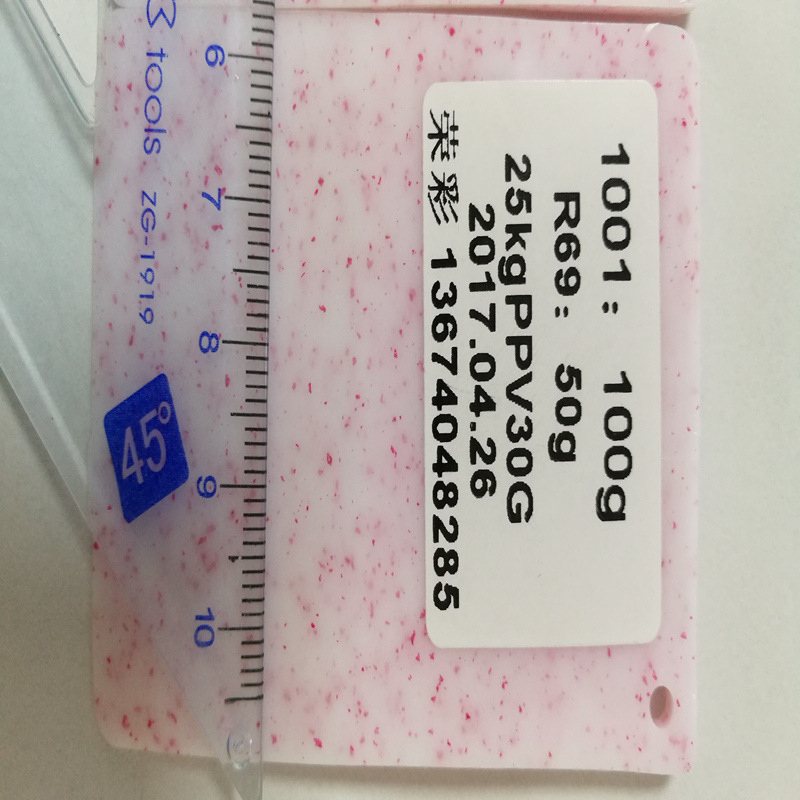 1001： 100g
R69： 50g
25kgPPV30G
2017.04.26
荣彩 13674048285
tools ZG-1919
6
7
8
9
10
45°